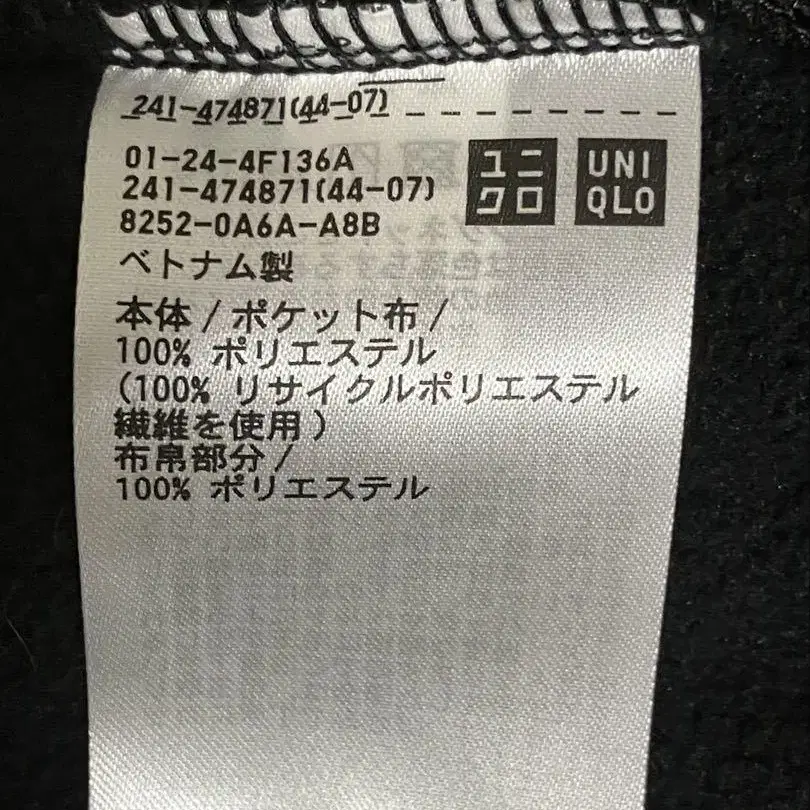 241-474871(44-07)
01-24-4F136A
241-474871(44-07)
8252-0A6A-A8B
ユニクロ
UNIQLO
ベトナム製
本体/ポケット布/
100% ポリエステル
(100% リサイクルポリエステル
繊維を使用)
布帛部分/
100% ポリエステル